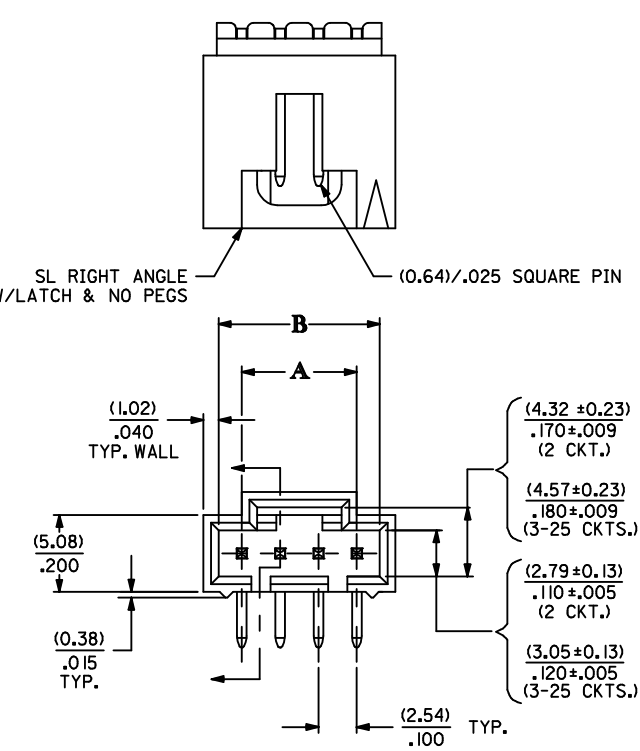 SL RIGHT ANGLE
W/LATCH & NO PEGS
(0.64)/.025 SQUARE PIN
B
A
(1.02)
.040
TYP. WALL
(4.32 ±0.23)
.170±.009
(2 CKT.)
(4.57±0.23)
.180±.009
(3-25 CKTS.)
(5.08)
.200
(2.79±0.13)
.110±.005
(2 CKT.)
(0.38)
.015
TYP.
(3.05±0.13)
.120±.005
(3-25 CKTS.)
(2.54)
.100
TYP.